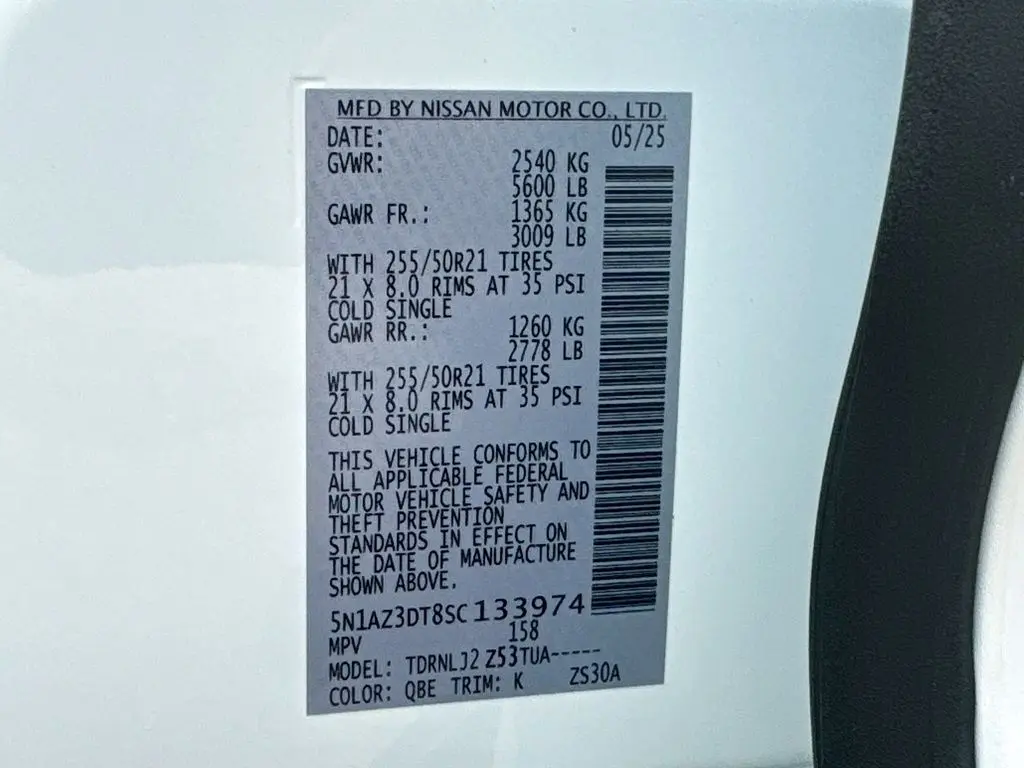 MFD BY NISSAN MOTOR CO., LTD.
DATE: 05/25
GVWR: 2540 KG
5600 LB
GAWR FR.: 1365 KG
3009 LB
WITH 255/50R21 TIRES
21 X 8.0 RIMS AT 35 PSI
COLD SINGLE
GAWR RR.: 1260 KG
2778 LB
WITH 255/50R21 TIRES
21 X 8.0 RIMS AT 35 PSI
COLD SINGLE
THIS VEHICLE CONFORMS TO
ALL APPLICABLE FEDERAL
MOTOR VEHICLE SAFETY AND
THEFT PREVENTION
STANDARDS IN EFFECT ON
THE DATE OF MANUFACTURE
SHOWN ABOVE.
5N1AZ3DT8SC133974
MPV 158
MODEL: TDRNLJ2 Z53TUA-----
COLOR: QBE TRIM: K ZS30A